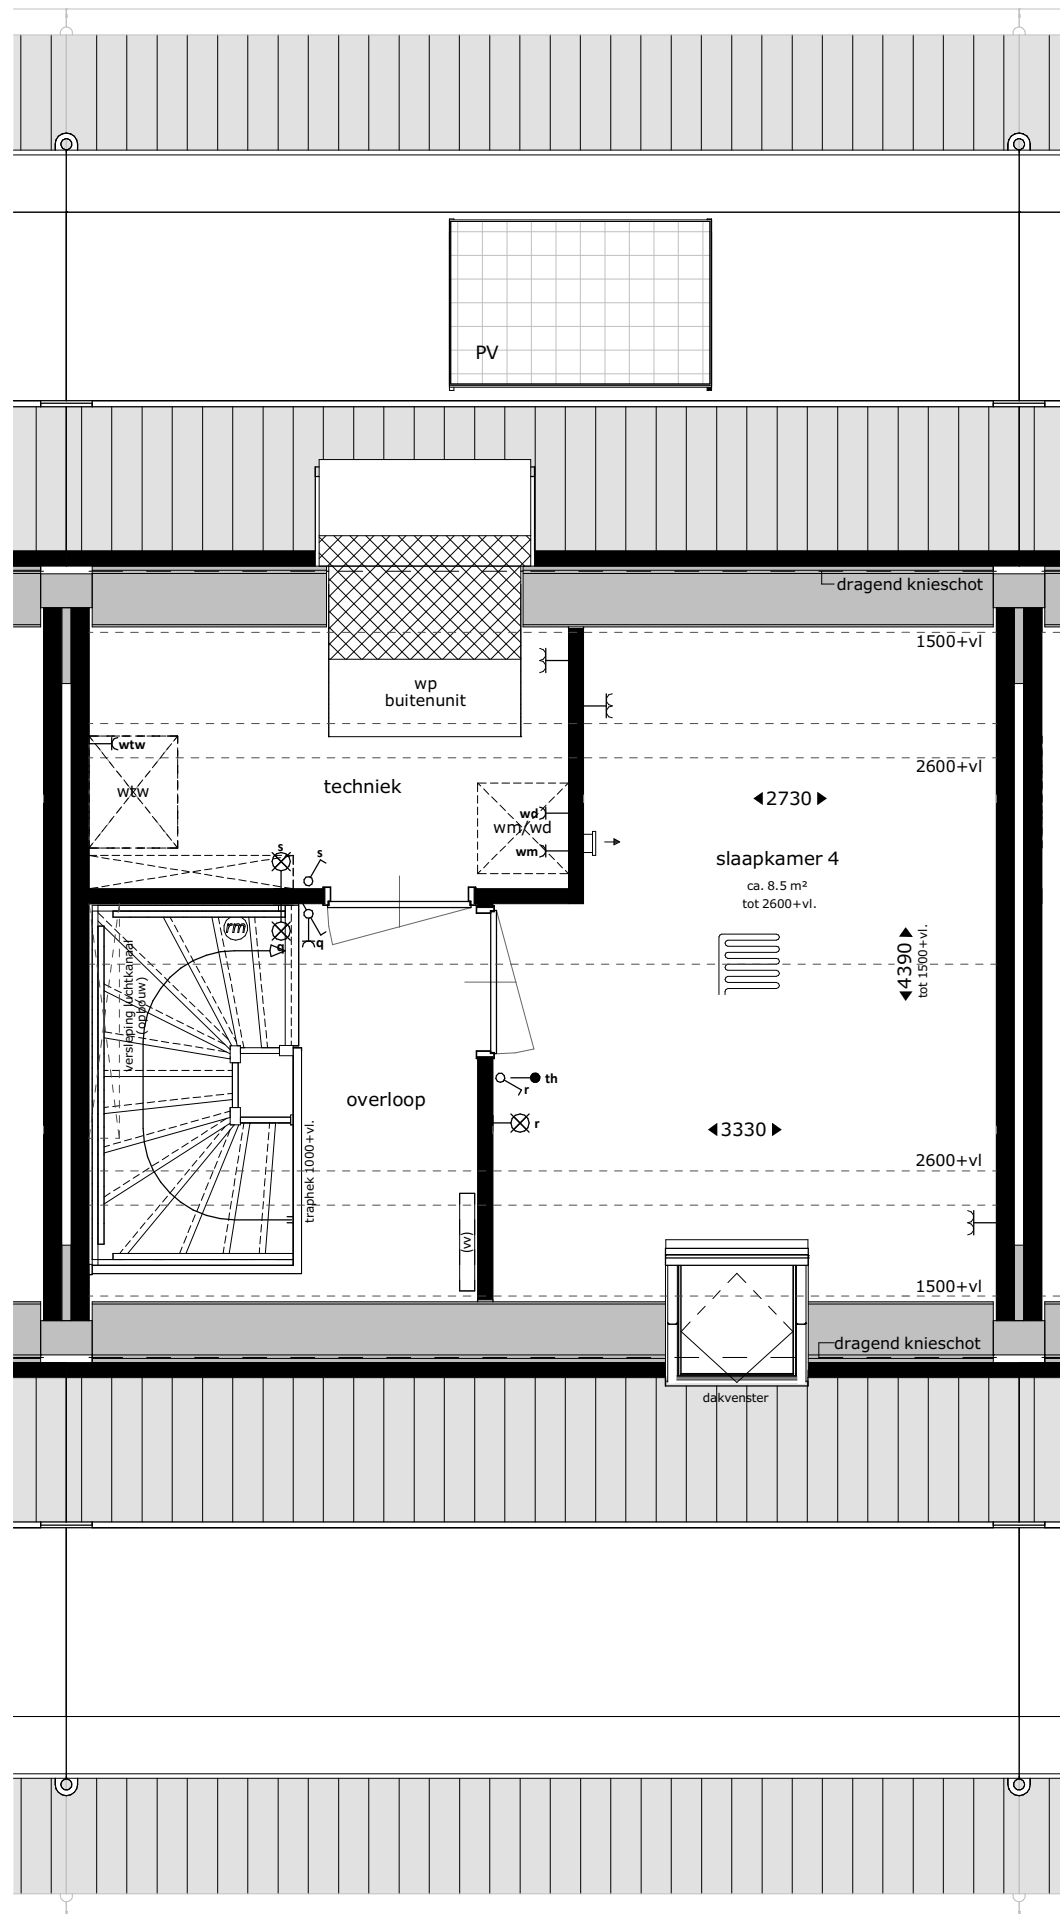 PV
dragend knieschot
1500+vl
wp
buitenunit
wtw
2600+vl
wtw
techniek
2730
wd
wm/wd
wm
s
s
slaapkamer 4
ca. 8.5 m²
tot 2600+vl.
rm
q
q
versleping luchtkanaal
(opbouw)
4390
tot 1500+vl.
th
r
overloop
r
3330
traphek 1000+vl.
2600+vl
(vv)
1500+vl
dragend knieschot
dakvenster